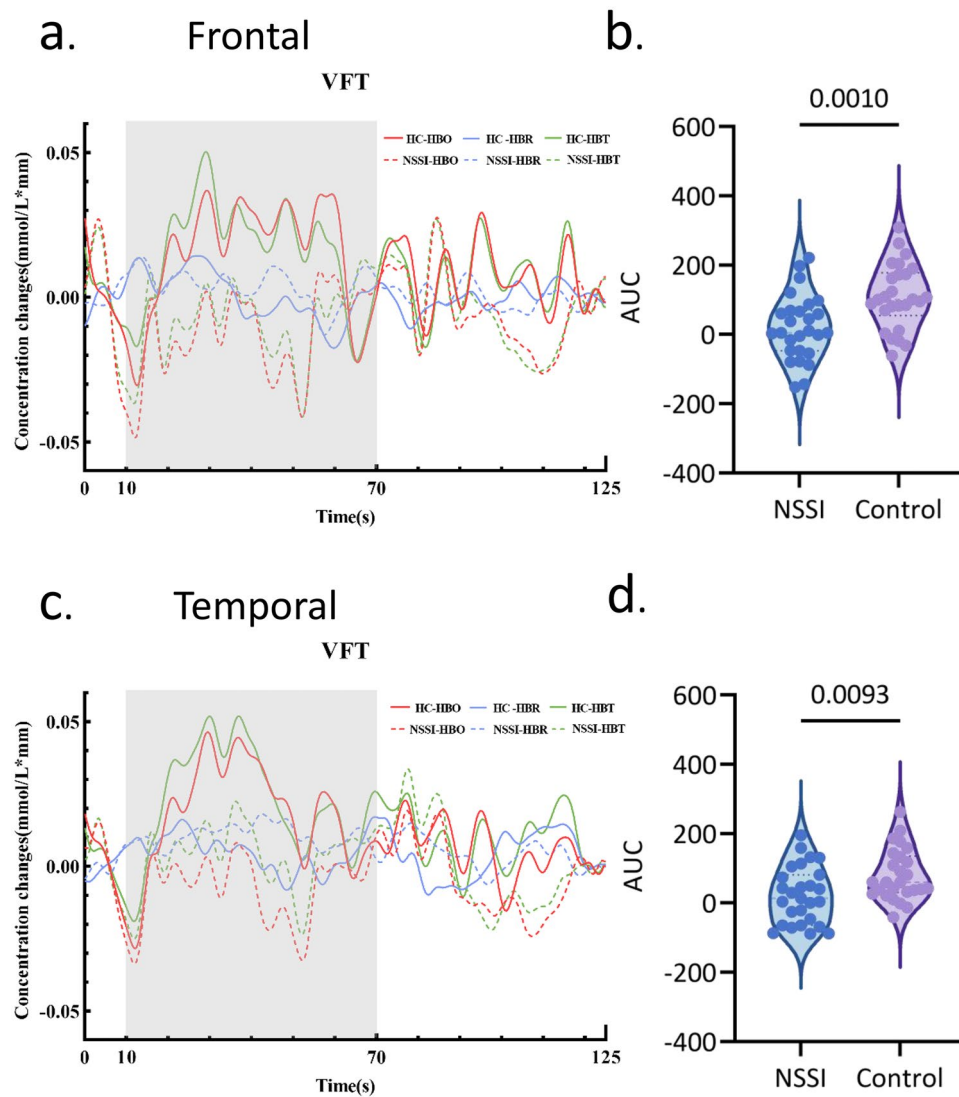 a. Frontal
VFT
HC-HBO HC -HBR HC-HBT
NSSI-HBO NSSI-HBR NSSI-HBT
Concentration changes(mmol/L*mm)
0.05
0.00
-0.05
0 10 70 125
Time(s)
b.
0.0010
AUC
600
400
200
0
-200
-400
NSSI Control
c. Temporal
VFT
HC-HBO HC -HBR HC-HBT
NSSI-HBO NSSI-HBR NSSI-HBT
Concentration changes(mmol/L*mm)
0.05
0.00
-0.05
0 10 70 125
Time(s)
d.
0.0093
AUC
600
400
200
0
-200
-400
NSSI Control